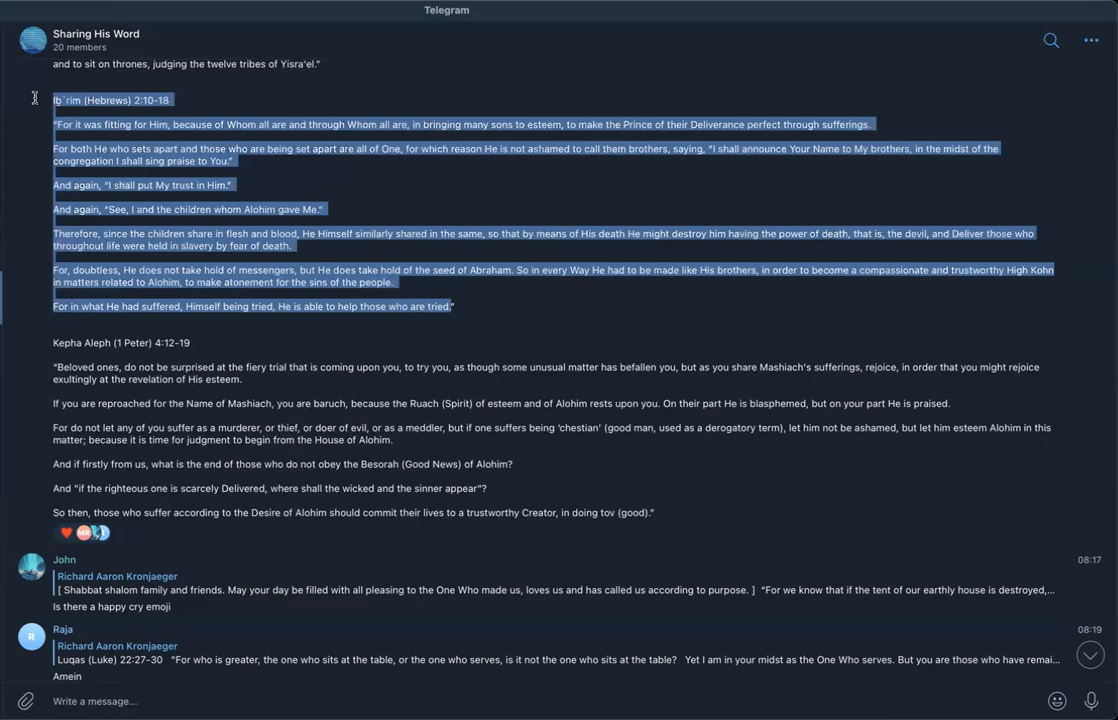 Telegram
Sharing His Word
20 members
and to sit on thrones, judging the twelve tribes of Yisra'el."
Iḇ`rim (Hebrews) 2:10-18
"For it was fitting for Him, because of Whom all are and through Whom all are, in bringing many sons to esteem, to make the Prince of their Deliverance perfect through sufferings.
For both He who sets apart and those who are being set apart are all of One, for which reason He is not ashamed to call them brothers, saying, "I shall announce Your Name to My brothers, in the midst of the
congregation I shall sing praise to You."
And again, "I shall put My trust in Him."
And again, "See, I and the children whom Alohim gave Me."
Therefore, since the children share in flesh and blood, He Himself similarly shared in the same, so that by means of His death He might destroy him having the power of death, that is, the devil, and Deliver those who
throughout life were held in slavery by fear of death.
For, doubtless, He does not take hold of messengers, but He does take hold of the seed of Abraham. So in every Way He had to be made like His brothers, in order to become a compassionate and trustworthy High Kohn
in matters related to Alohim, to make atonement for the sins of the people.
For in what He had suffered, Himself being tried, He is able to help those who are tried."
Kepha Aleph (1 Peter) 4:12-19
"Beloved ones, do not be surprised at the fiery trial that is coming upon you, to try you, as though some unusual matter has befallen you, but as you share Mashiach's sufferings, rejoice, in order that you might rejoice
exultingly at the revelation of His esteem.
If you are reproached for the Name of Mashiach, you are baruch, because the Ruach (Spirit) of esteem and of Alohim rests upon you. On their part He is blasphemed, but on your part He is praised.
For do not let any of you suffer as a murderer, or thief, or doer of evil, or as a meddler, but if one suffers being 'chestian' (good man, used as a derogatory term), let him not be ashamed, but let him esteem Alohim in this
matter; because it is time for judgment to begin from the House of Alohim.
And if firstly from us, what is the end of those who do not obey the Besorah (Good News) of Alohim?
And "if the righteous one is scarcely Delivered, where shall the wicked and the sinner appear"?
So then, those who suffer according to the Desire of Alohim should commit their lives to a trustworthy Creator, in doing tov (good)."
MR
John 08:17
Richard Aaron Kronjaeger
[ Shabbat shalom family and friends. May your day be filled with all pleasing to the One Who made us, loves us and has called us according to purpose. ] "For we know that if the tent of our earthly house is destroyed,...
Is there a happy cry emoji
R
Raja 08:19
Richard Aaron Kronjaeger
Luqas (Luke) 22:27-30 "For who is greater, the one who sits at the table, or the one who serves, is it not the one who sits at the table? Yet I am in your midst as the One Who serves. But you are those who have remai...
Amein
Write a message...